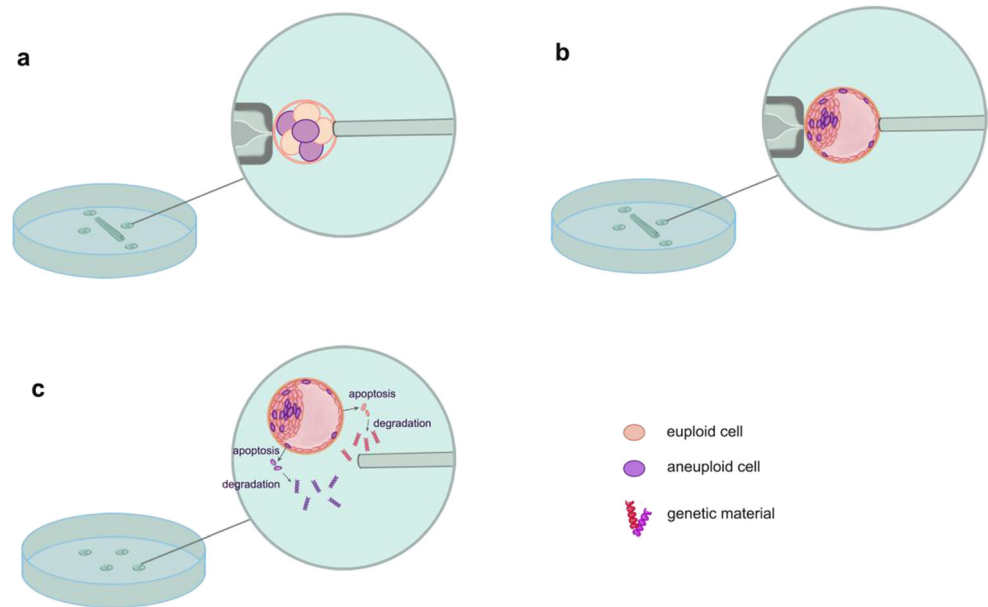 a
b
c
apoptosis
degradation
apoptosis
degradation
euploid cell
aneuploid cell
genetic material